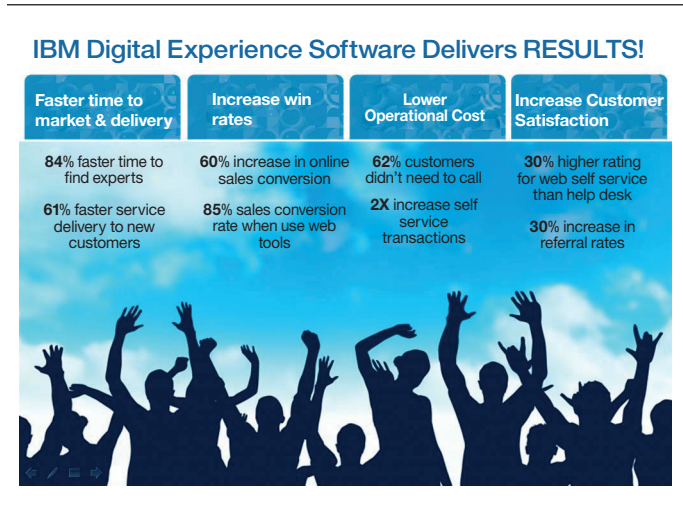 IBM Digital Experience Software Delivers RESULTS!
Faster time to
market & delivery
84% faster time to
find experts
61% faster service
delivery to new
customers
Increase win
rates
60% increase in online
sales conversion
85% sales conversion
rate when use web
tools
Lower
Operational Cost
62% customers
didn't need to call
2X increase self
service
transactions
Increase Customer
Satisfaction
30% higher rating
for web self service
than help desk
30% increase in
referral rates